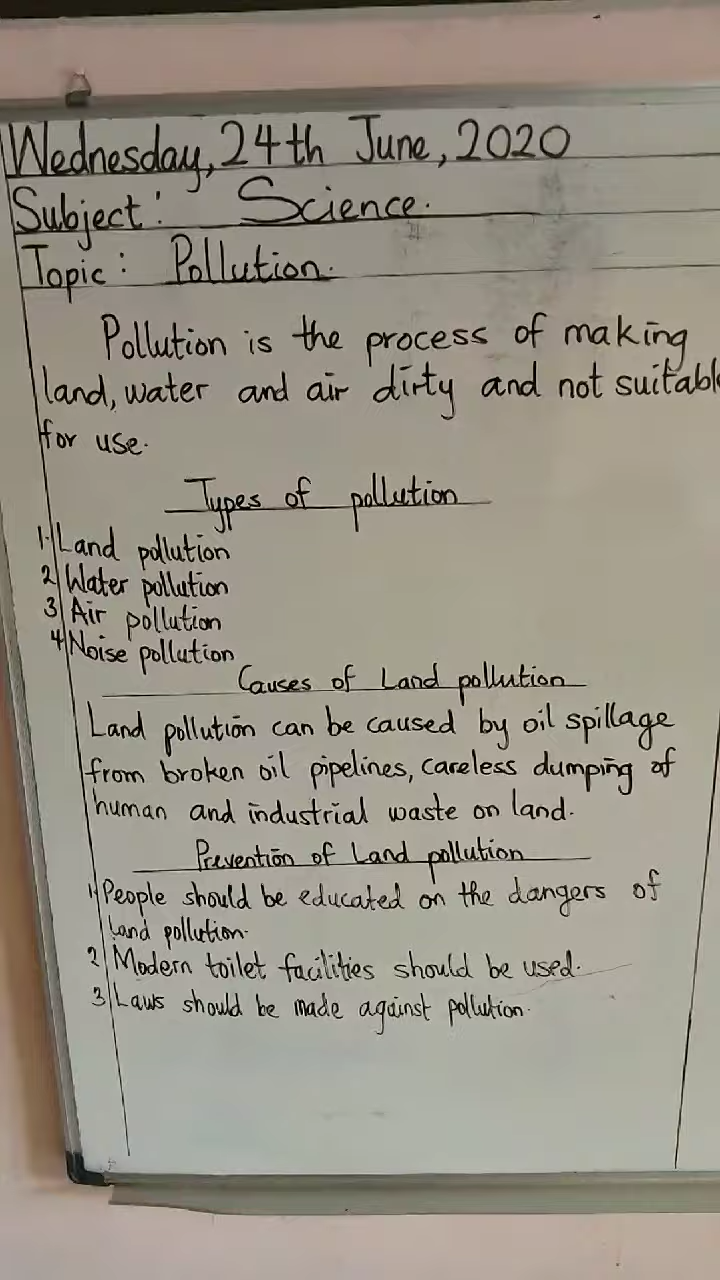 Wednesday, 24th June, 2020
Subject: Science.
Topic: Pollution.
Pollution is the process of making
land, water and air dirty and not suitabl
for use.
Types of pollution
1. Land pollution
2 Water pollution
3 Air pollution
4 Noise pollution
Causes of Land pollution
Land pollution can be caused by oil spillage
from broken oil pipelines, careless dumping of
human and industrial waste on land.
Prevention of Land pollution
1 People should be educated on the dangers of
land pollution.
2 Modern toilet facilities should be used.
3 Laws should be made against pollution.